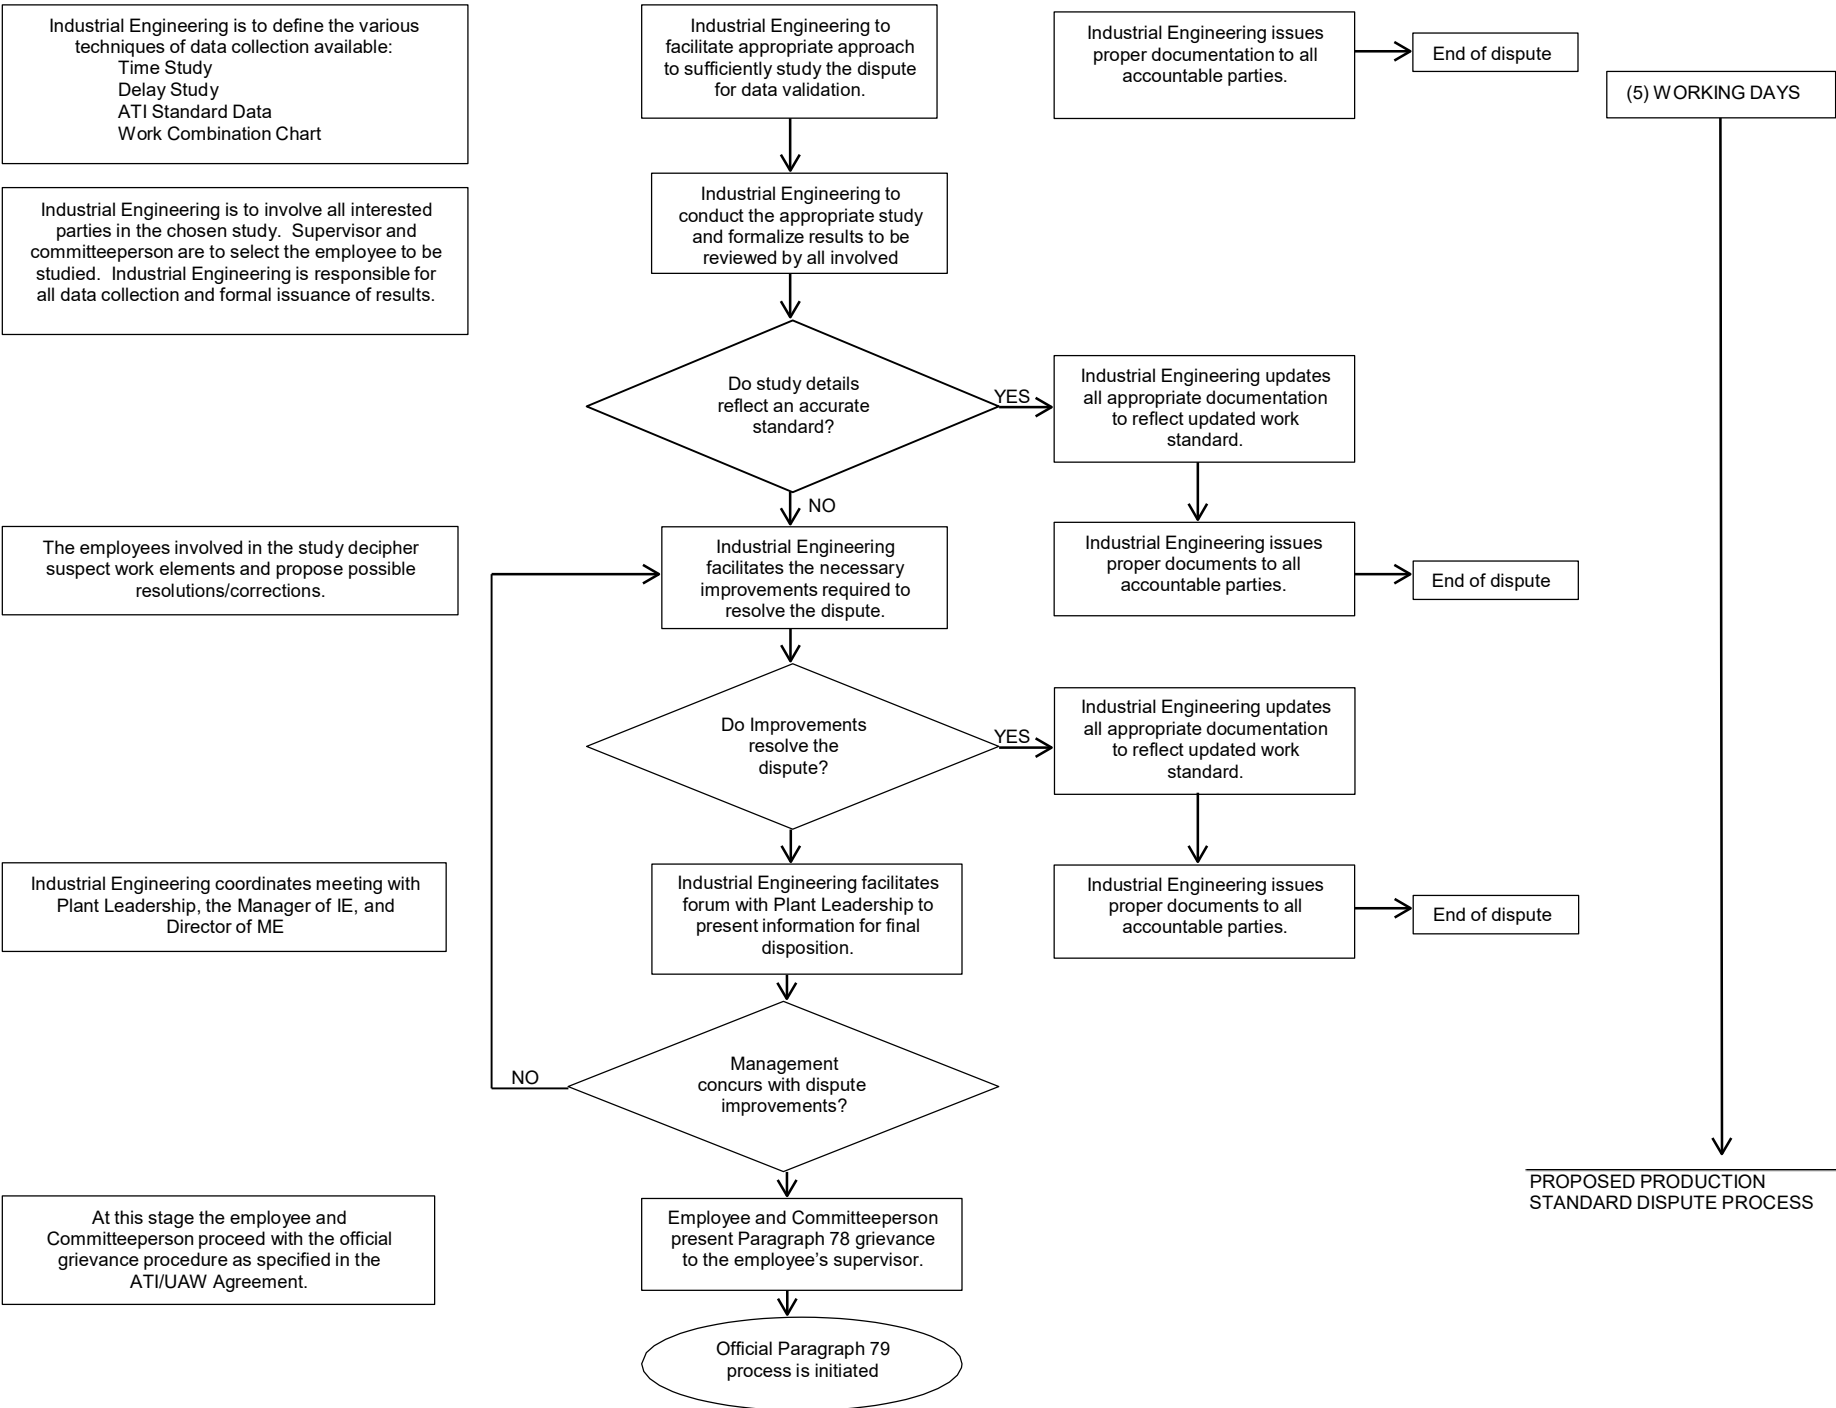 Industrial Engineering is to define the various
techniques of data collection available:
Time Study
Delay Study
ATI Standard Data
Work Combination Chart
Industrial Engineering to
facilitate appropriate approach
to sufficiently study the dispute
for data validation.
Industrial Engineering issues
proper documentation to all
accountable parties.
End of dispute
(5) WORKING DAYS
Industrial Engineering is to involve all interested
parties in the chosen study. Supervisor and
committeeperson are to select the employee to be
studied. Industrial Engineering is responsible for
all data collection and formal issuance of results.
Industrial Engineering to
conduct the appropriate study
and formalize results to be
reviewed by all involved
Do study details
reflect an accurate
standard?
YES
Industrial Engineering updates
all appropriate documentation
to reflect updated work
standard.
NO
The employees involved in the study decipher
suspect work elements and propose possible
resolutions/corrections.
Industrial Engineering
facilitates the necessary
improvements required to
resolve the dispute.
Industrial Engineering issues
proper documents to all
accountable parties.
End of dispute
Do Improvements
resolve the
dispute?
YES
Industrial Engineering updates
all appropriate documentation
to reflect updated work
standard.
Industrial Engineering coordinates meeting with
Plant Leadership, the Manager of IE, and
Director of ME
Industrial Engineering facilitates
forum with Plant Leadership to
present information for final
disposition.
Industrial Engineering issues
proper documents to all
accountable parties.
End of dispute
Management
concurs with dispute
improvements?
NO
PROPOSED PRODUCTION
STANDARD DISPUTE PROCESS
At this stage the employee and
Committeeperson proceed with the official
grievance procedure as specified in the
ATI/UAW Agreement.
Employee and Committeeperson
present Paragraph 78 grievance
to the employee's supervisor.
Official Paragraph 79
process is initiated